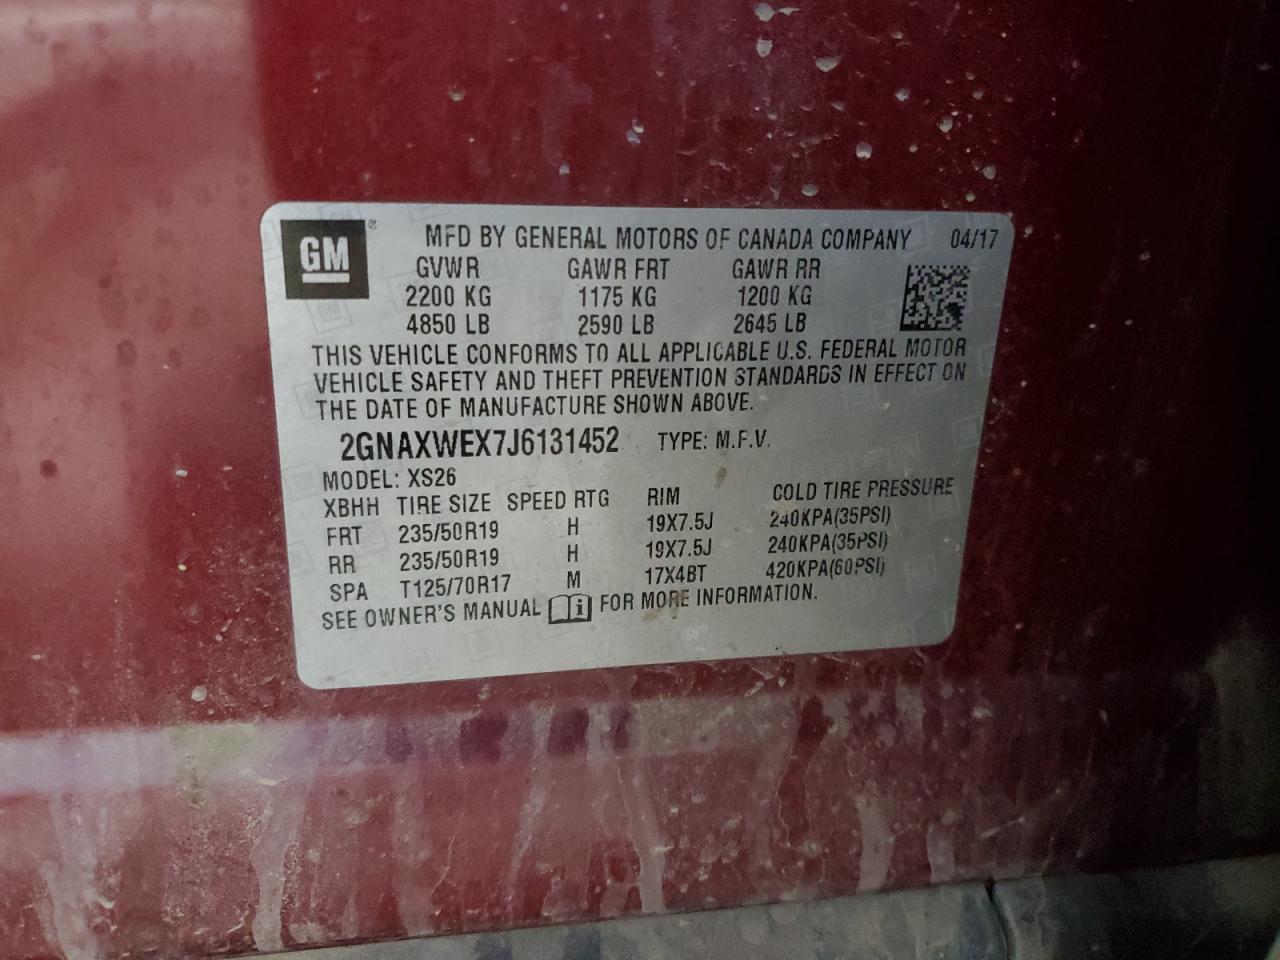 GM ® MFD BY GENERAL MOTORS OF CANADA COMPANY 04/17
GVWR GAWR FRT GAWR RR
2200 KG 1175 KG 1200 KG
4850 LB 2590 LB 2645 LB
THIS VEHICLE CONFORMS TO ALL APPLICABLE U.S. FEDERAL MOTOR
VEHICLE SAFETY AND THEFT PREVENTION STANDARDS IN EFFECT ON
THE DATE OF MANUFACTURE SHOWN ABOVE.
2GNAXWEX7J6131452 TYPE: M.P.V.
MODEL: XS26
XBHH TIRE SIZE SPEED RTG RIM COLD TIRE PRESSURE
FRT 235/50R19 H 19X7.5J 240KPA(35PSI)
RR 235/50R19 H 19X7.5J 240KPA(35PSI)
SPA T125/70R17 M 17X4BT 420KPA(60PSI)
SEE OWNER'S MANUAL i FOR MORE INFORMATION.